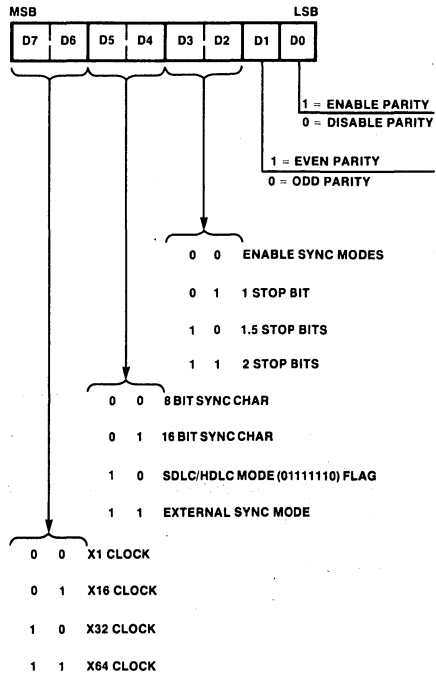 MSB LSB
D7 D6 D5 D4 D3 D2 D1 D0
1 = ENABLE PARITY
0 = DISABLE PARITY
1 = EVEN PARITY
0 = ODD PARITY
0 0 ENABLE SYNC MODES
0 1 1 STOP BIT
1 0 1.5 STOP BITS
1 1 2 STOP BITS
0 0 8 BIT SYNC CHAR
0 1 16 BIT SYNC CHAR
1 0 SDLC/HDLC MODE (01111110) FLAG
1 1 EXTERNAL SYNC MODE
0 0 X1 CLOCK
0 1 X16 CLOCK
1 0 X32 CLOCK
1 1 X64 CLOCK